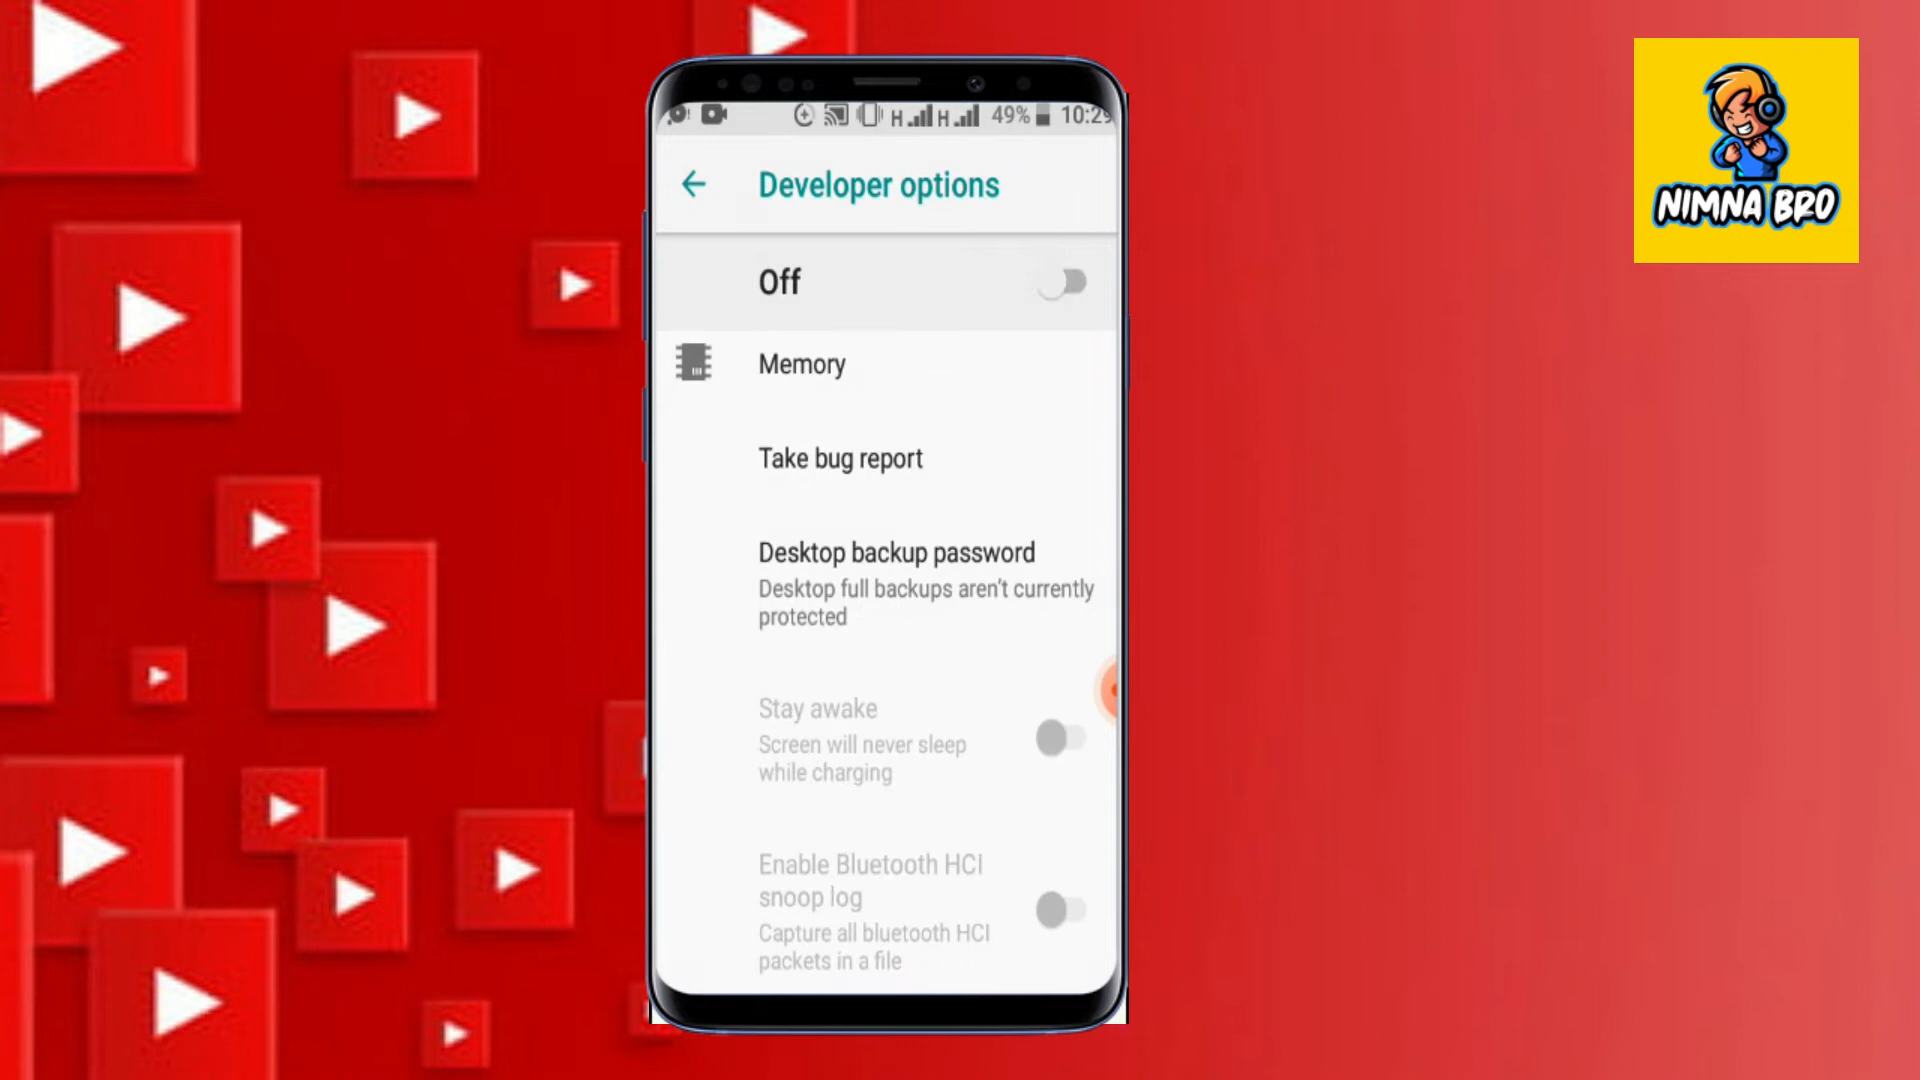 NIMNA BRO
H H 49% 10:29
Developer options
Off
Memory
Take bug report
Desktop backup password
Desktop full backups aren't currently
protected
Stay awake
Screen will never sleep
while charging
Enable Bluetooth HCI
snoop log
Capture all bluetooth HCI
packets in a file